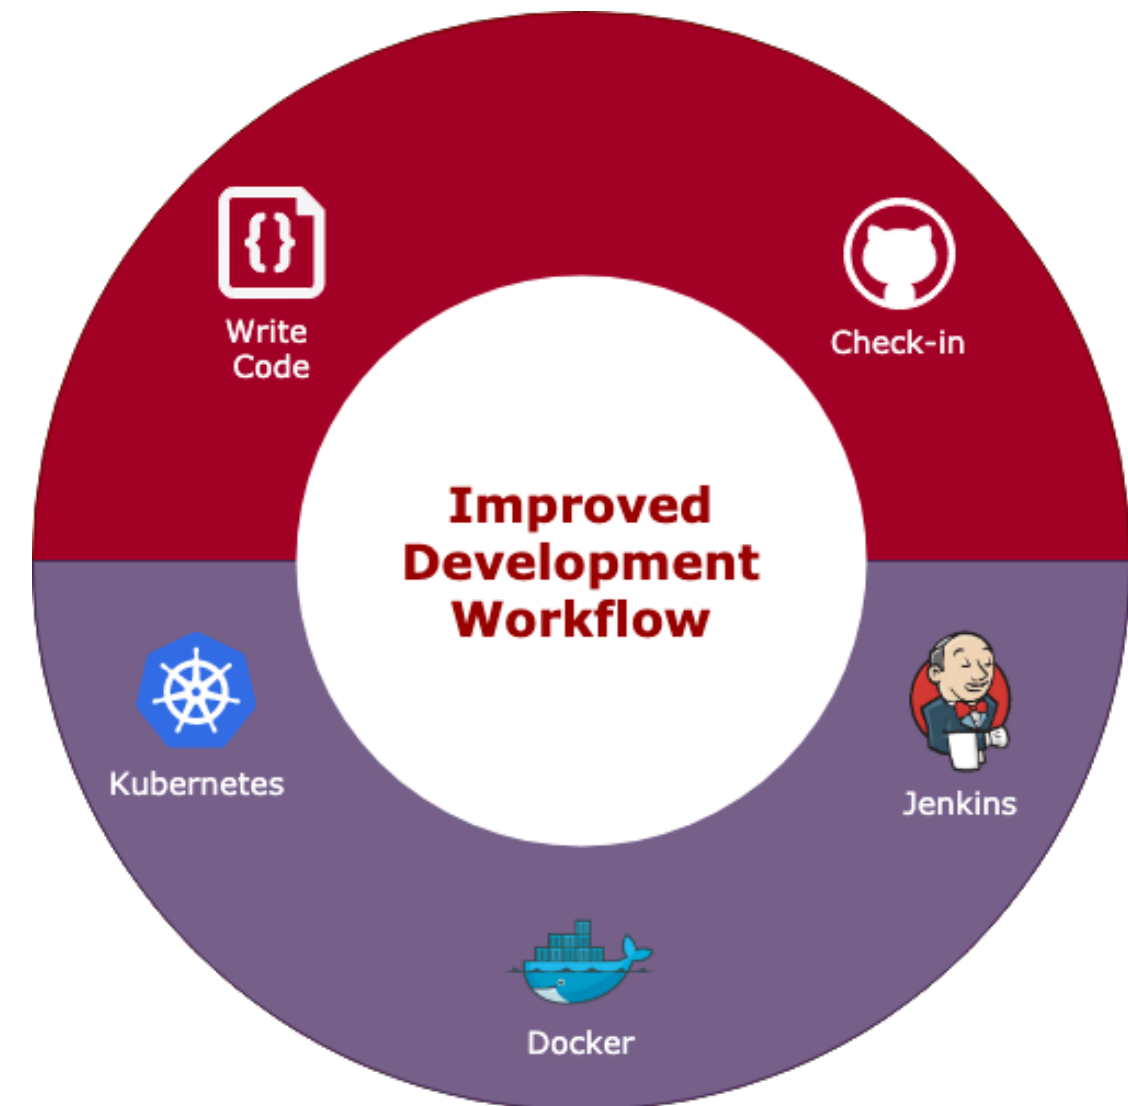 Write
Code
Check-in
Improved
Development
Workflow
Kubernetes
Jenkins
Docker